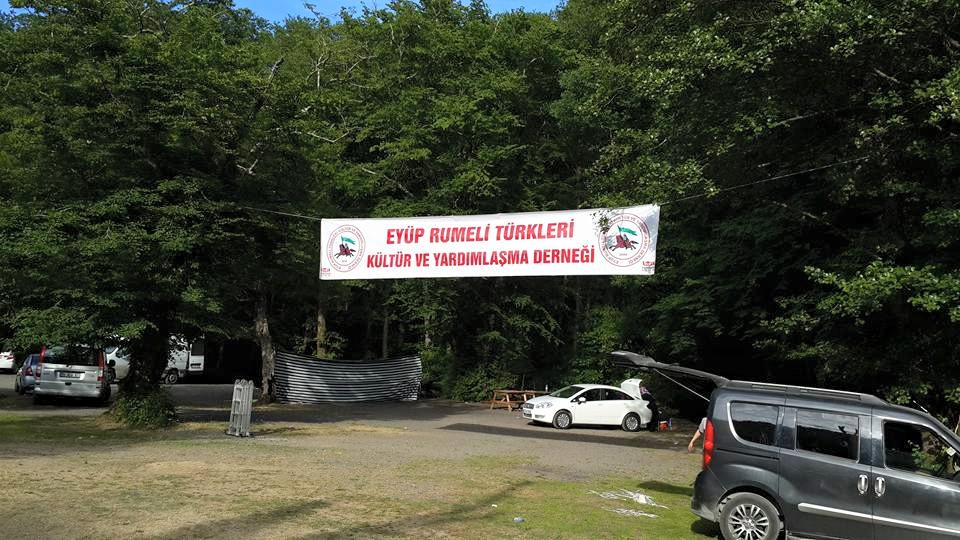 EYÜP RUMELİ TÜRKLERİ
KÜLTÜR VE YARDIMLAŞMA DERNEĞİ